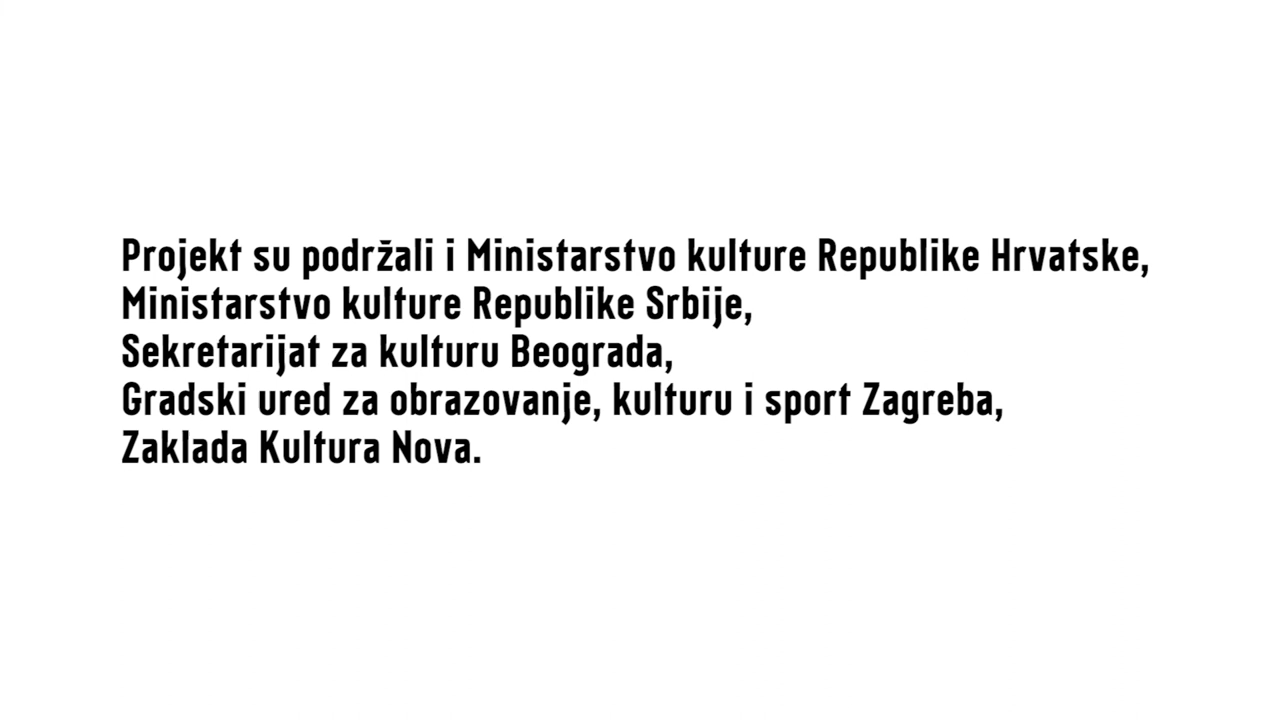 Projekt su podržali i Ministarstvo kulture Republike Hrvatske,
Ministarstvo kulture Republike Srbije,
Sekretarijat za kulturu Beograda,
Gradski ured za obrazovanje, kulturu i sport Zagreba,
Zaklada Kultura Nova.